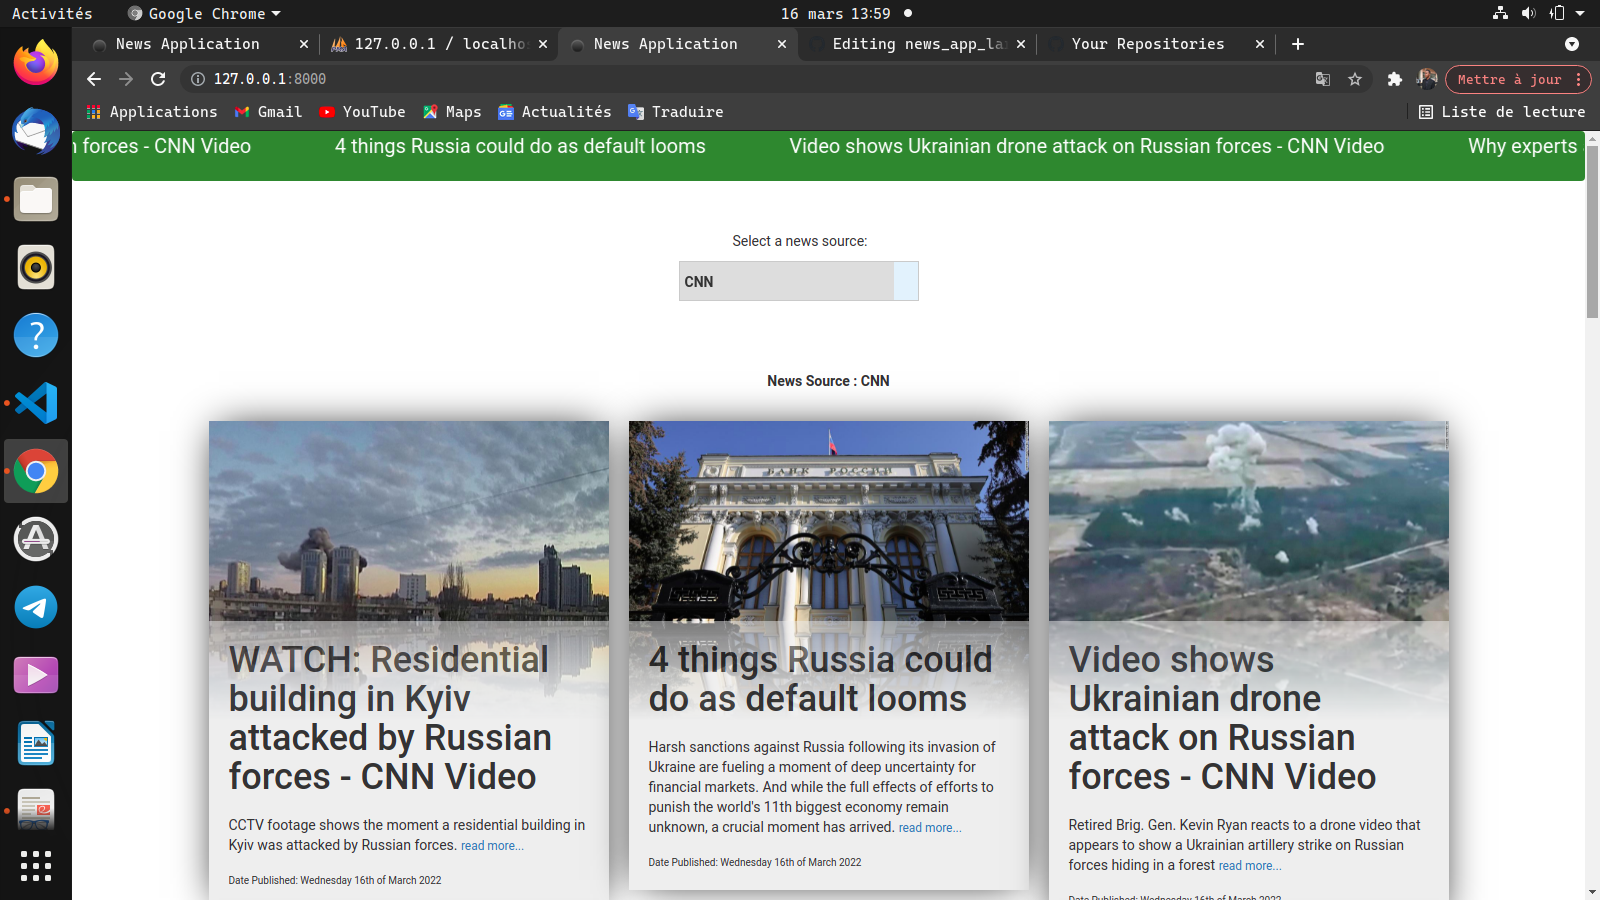 Activités
Google Chrome
16 mars 13:59
News Application
127.0.0.1 / localho
News Application
Editing news_app_la
Your Repositories
127.0.0.1:8000
Mettre à jour
Applications
Gmail
YouTube
Maps
Actualités
Traduire
Liste de lecture
n forces - CNN Video
4 things Russia could do as default looms
Video shows Ukrainian drone attack on Russian forces - CNN Video
Why experts
Select a news source:
CNN
News Source : CNN
БАНК РОССИИ
WATCH: Residential
building in Kyiv
attacked by Russian
forces - CNN Video
CCTV footage shows the moment a residential building in
Kyiv was attacked by Russian forces. read more...
Date Published: Wednesday 16th of March 2022
4 things Russia could
do as default looms
Harsh sanctions against Russia following its invasion of
Ukraine are fueling a moment of deep uncertainty for
financial markets. And while the full effects of efforts to
punish the world's 11th biggest economy remain
unknown, a crucial moment has arrived. read more...
Date Published: Wednesday 16th of March 2022
Video shows
Ukrainian drone
attack on Russian
forces - CNN Video
Retired Brig. Gen. Kevin Ryan reacts to a drone video that
appears to show a Ukrainian artillery strike on Russian
forces hiding in a forest read more...
Date Published: Wednesday 16th of March 2022